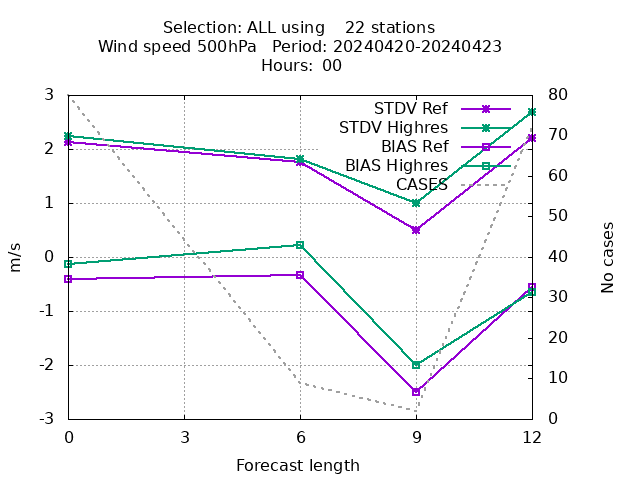 Selection: ALL using    22 stations
Wind speed 500hPa   Period: 20240420-20240423
Hours: 00
STDV Ref
STDV Highres
BIAS Ref
BIAS Highres
CASES
3
2
1
0
-1
-2
-3
m/s
80
70
60
50
40
30
20
10
0
No cases
0 3 6 9 12
Forecast length